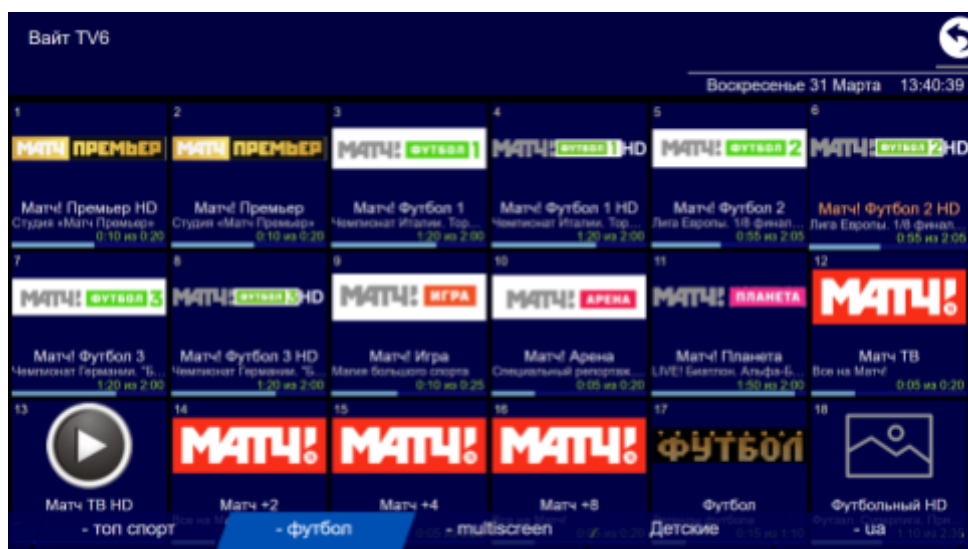 Вайт TV6
Воскресенье 31 Марта 13:40:39
1 2 3 4 5 6
МАТЧ ПРЕМЬЕР МАТЧ ПРЕМЬЕР МАТЧ! ФУТБОЛ 1 МАТЧ! ФУТБОЛ 1 HD МАТЧ! ФУТБОЛ 2 МАТЧ! ФУТБОЛ 2 HD
Матч! Премьер HD Матч! Премьер Матч! Футбол 1 Матч! Футбол 1 HD Матч! Футбол 2 Матч! Футбол 2 HD
Студия «Матч Премьер» Студия «Матч Премьер» Чемпионат Италии. Тор... Чемпионат Италии. Тор... Лига Европы. 1/8 финал... Лига Европы. 1/8 финал...
0:10 из 0:20 0:10 из 0:20 1:20 из 2:00 1:20 из 2:00 0:55 из 2:05 0:55 из 2:05
7 8 9 10 11 12
МАТЧ! ФУТБОЛ 3 МАТЧ! ФУТБОЛ 3 HD МАТЧ! ИГРА МАТЧ! АРЕНА МАТЧ! ПЛАНЕТА МАТЧ!
Матч! Футбол 3 Матч! Футбол 3 HD Матч! Игра Матч! Арена Матч! Планета Матч ТВ
Чемпионат Германии. "Б... Чемпионат Германии. "Б... Магия большого спорта Специальный репортаж... LIVE! Биатлон. Альфа-Б... Все на Матч!
1:20 из 2:00 1:20 из 2:00 0:10 из 0:25 0:05 из 0:20 1:50 из 2:00 0:05 из 0:20
13 14 15 16 17 18
МАТЧ! МАТЧ! МАТЧ! ФУТБОЛ
Матч ТВ HD Матч +2 Матч +4 Матч +8 Футбол Футбольный HD
- топ спорт - футбол - multiscreen Детские - ua
0:15 из 1:10 1:10 из 2:35